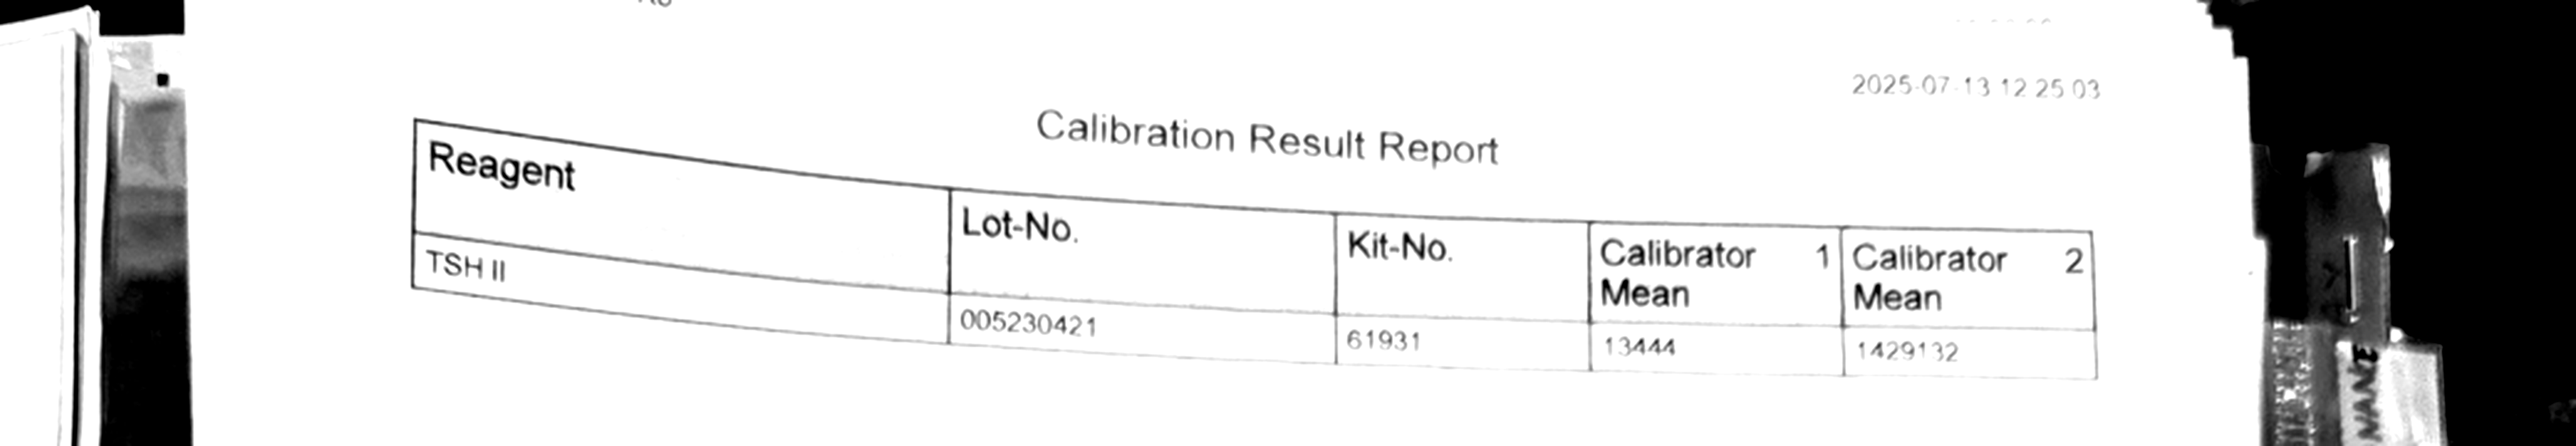 2025-07-13 12 25 03
Calibration Result Report
Reagent Lot-No. Kit-No. Calibrator 1 Mean Calibrator 2 Mean
TSH II 005230421 61931 13444 1429132